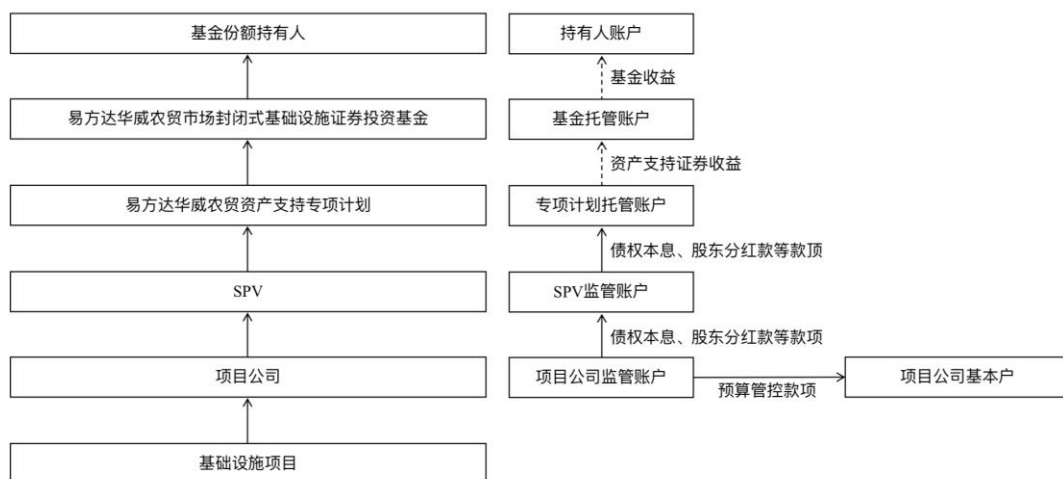 基金份额持有人
持有人账户
基金收益
易方达华威农贸市场封闭式基础设施证券投资基金
基金托管账户
资产支持证券收益
易方达华威农贸资产支持专项计划
专项计划托管账户
债权本息、股东分红款等款顶
SPV
SPV监管账户
债权本息、股东分红款等款项
项目公司
项目公司监管账户
预算管控款项
项目公司基本户
基础设施项目